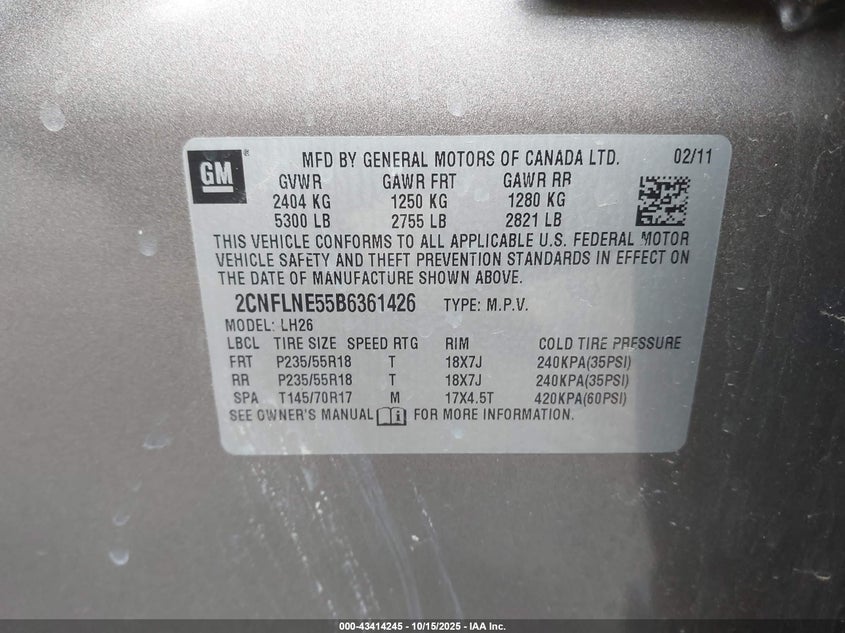 GM ® MFD BY GENERAL MOTORS OF CANADA LTD. 02/11
GVWR GAWR FRT GAWR RR
2404 KG 1250 KG 1280 KG
5300 LB 2755 LB 2821 LB
THIS VEHICLE CONFORMS TO ALL APPLICABLE U.S. FEDERAL MOTOR
VEHICLE SAFETY AND THEFT PREVENTION STANDARDS IN EFFECT ON
THE DATE OF MANUFACTURE SHOWN ABOVE.
2CNFLNE55B6361426 TYPE: M.P.V.
MODEL: LH26
LBCL TIRE SIZE SPEED RTG RIM COLD TIRE PRESSURE
FRT P235/55R18 T 18X7J 240KPA(35PSI)
RR P235/55R18 T 18X7J 240KPA(35PSI)
SPA T145/70R17 M 17X4.5T 420KPA(60PSI)
SEE OWNER'S MANUAL FOR MORE INFORMATION.
000-43414245 - 10/15/2025 - IAA Inc.